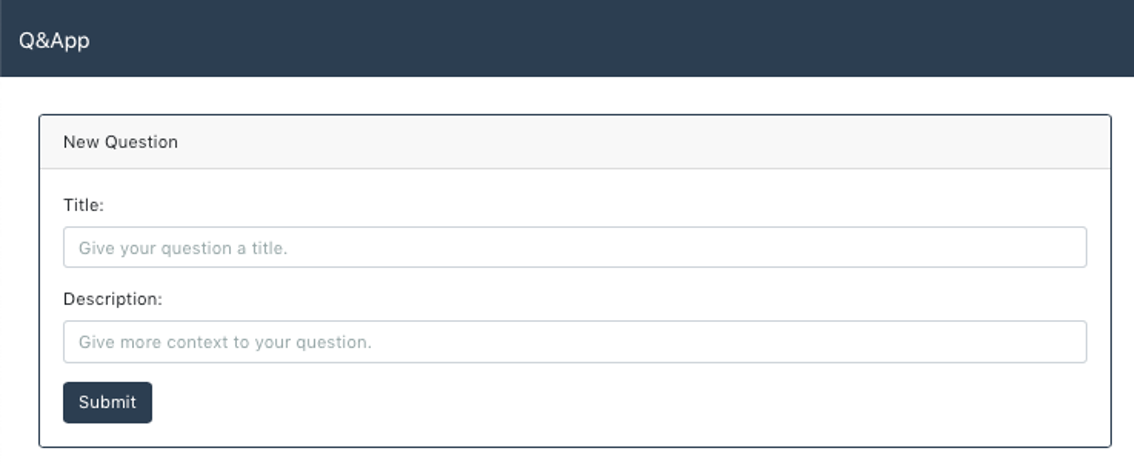 Q&App
New Question
Title:
Give your question a title.
Description:
Give more context to your question.
Submit